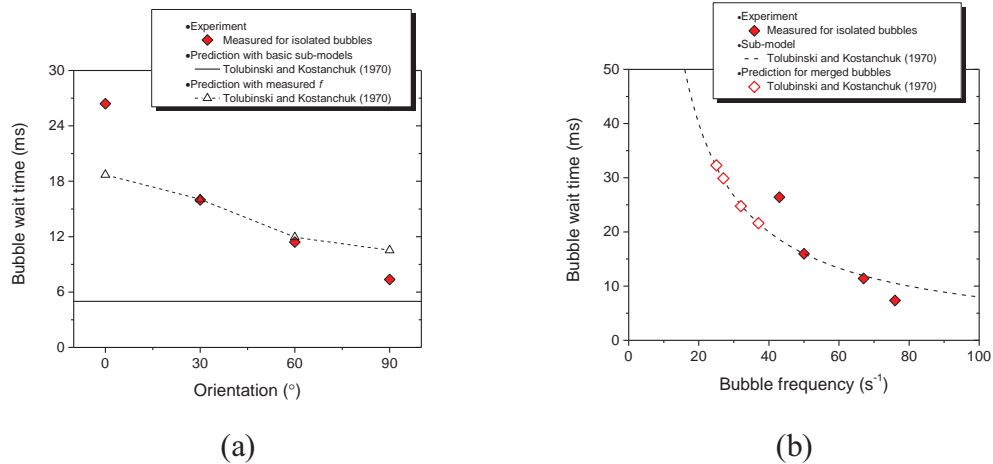 •Experiment
Measured for isolated bubbles
•Prediction with basic sub-models
Tolubinski and Kostanchuk (1970)
•Prediction with measured f
Tolubinski and Kostanchuk (1970)
30
24
18
12
6
0
Bubble wait time (ms)
0 30 60 90
Orientation (°)
(a)
•Experiment
Measured for isolated bubbles
•Sub-model
Tolubinski and Kostanchuk (1970)
•Prediction for merged bubbles
Tolubinski and Kostanchuk (1970)
50
40
30
20
10
0
Bubble wait time (ms)
0 20 40 60 80 100
Bubble frequency (s⁻¹)
(b)